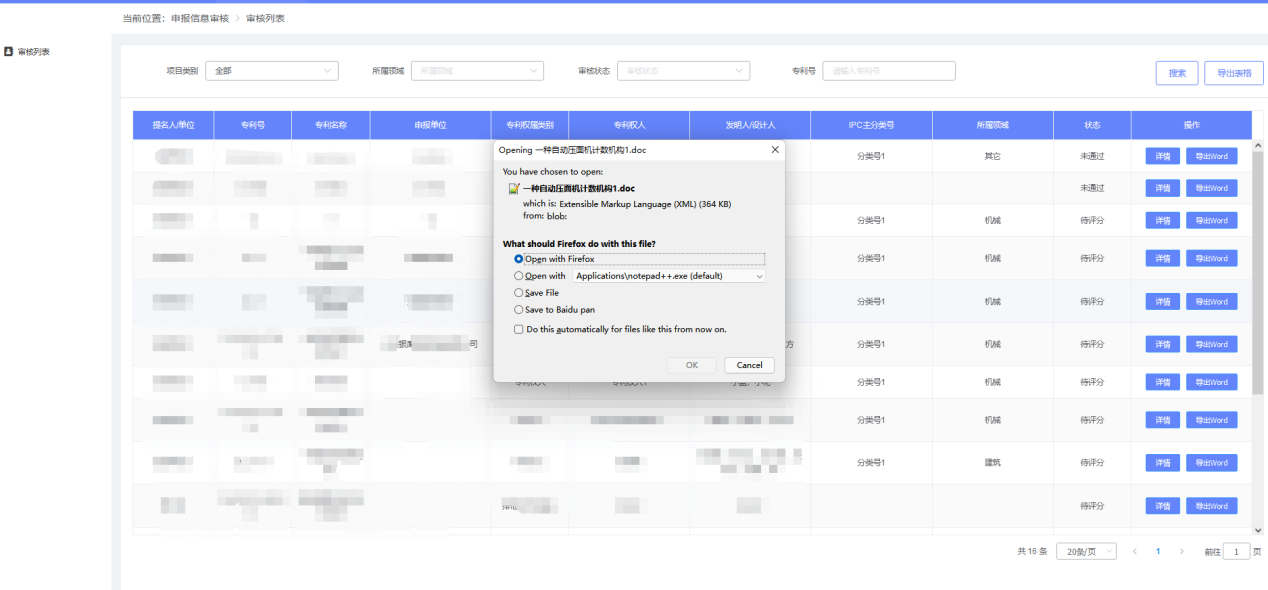 当前位置: 申报信息审核 > 审核列表
审核列表
项目类别 全部 所属领域 所属领域 审核状态 审核状态 专利号 请输入专利号 搜索 导出表格
提名人/单位 专利号 专利名称 申报单位 专利权属类别 专利权人 发明人/设计人 IPC主分类号 所属领域 状态 操作
Opening 一种自动压面机计数机构1.doc
You have chosen to open:
一种自动压面机计数机构1.doc
which is: Extensible Markup Language (XML) (364 KB)
from: blob:
What should Firefox do with this file?
Open with Firefox
Open with Applications\notepad++.exe (default)
Save File
Save to Baidu pan
Do this automatically for files like this from now on.
OK Cancel
分类号1 其它 未通过 详情 导出Word
未通过 详情 导出Word
分类号1 机械 待评分 详情 导出Word
分类号1 机械 待评分 详情 导出Word
分类号1 机械 待评分 详情 导出Word
司 方 分类号1 机械 待评分 详情 导出Word
分类号1 机械 待评分 详情 导出Word
分类号1 机械 待评分 详情 导出Word
分类号1 建筑 待评分 详情 导出Word
待评分 详情 导出Word
共 16 条 20条/页 < 1 > 前往 1 页